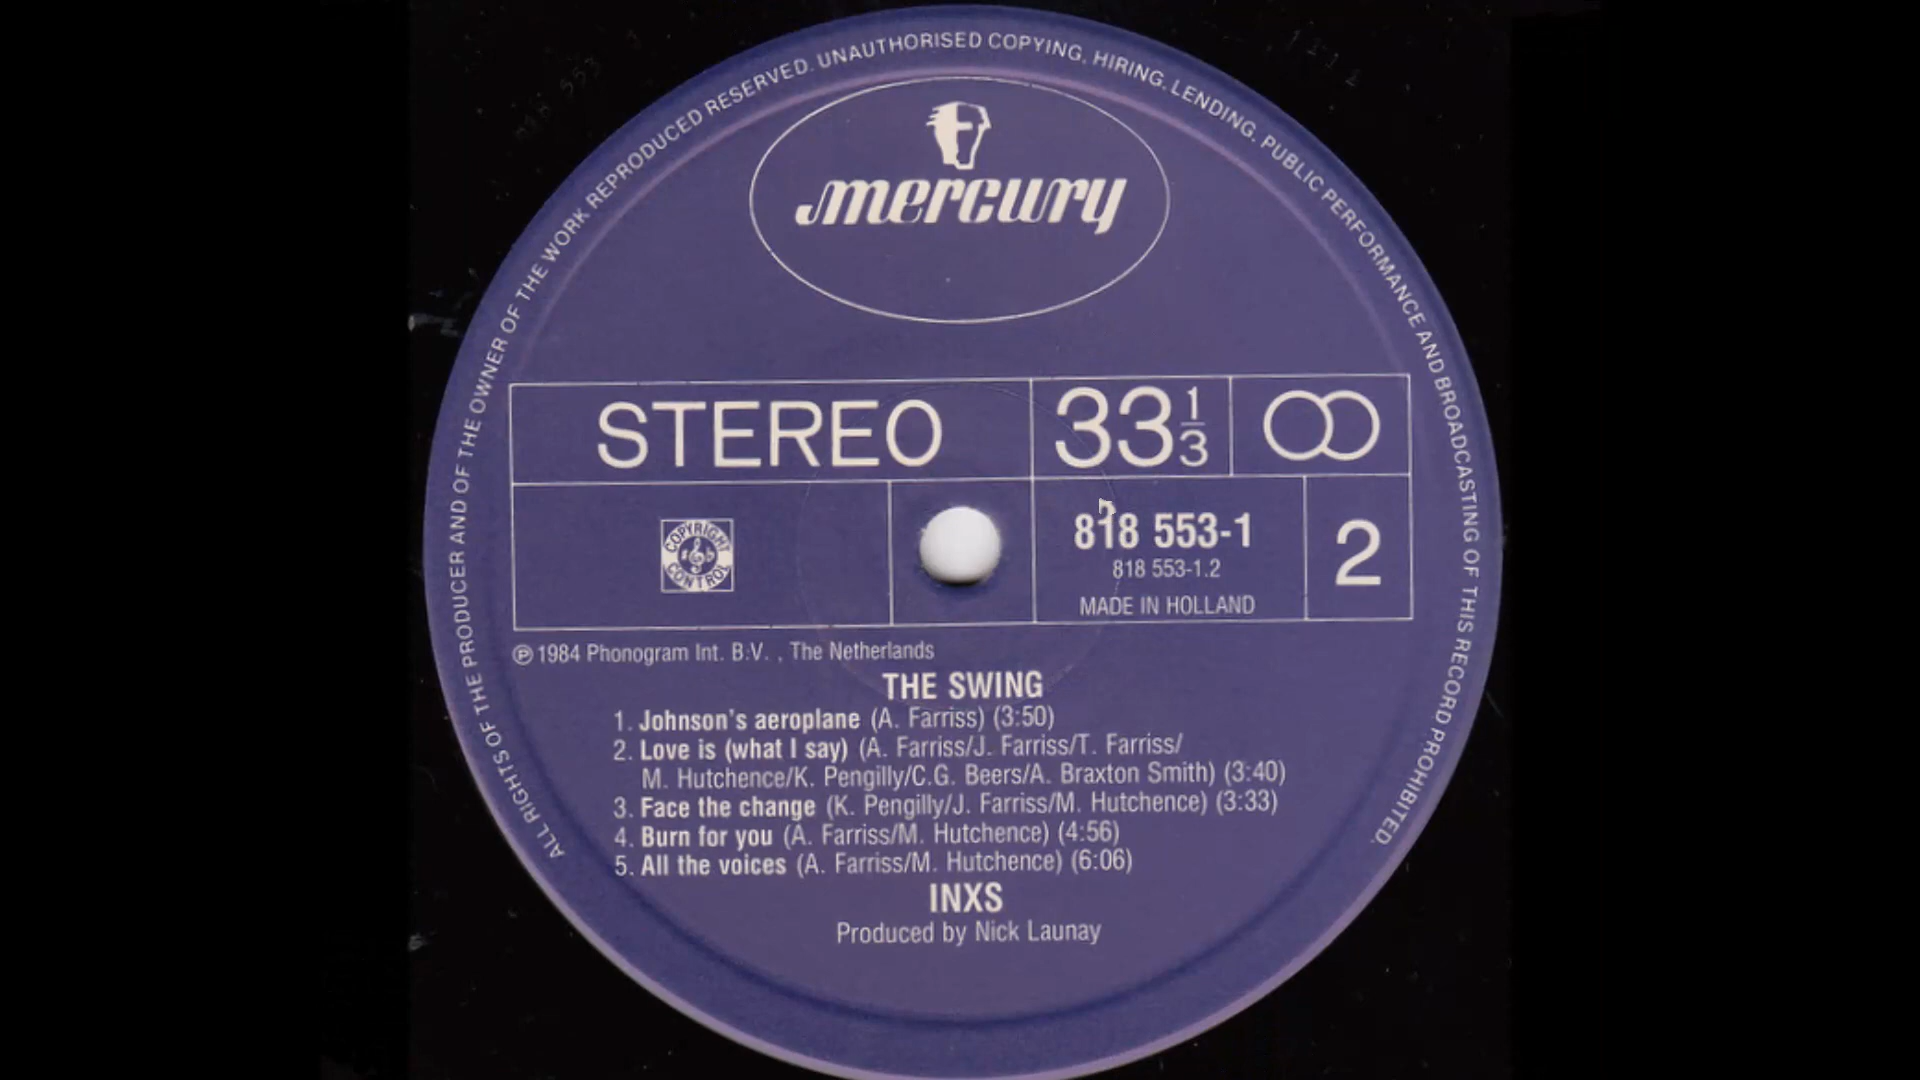 ALL RIGHTS OF THE PRODUCER AND OF THE OWNER OF THE WORK REPRODUCED RESERVED. UNAUTHORISED COPYING, HIRING, LENDING, PUBLIC PERFORMANCE AND BROADCASTING OF THIS RECORD PROHIBITED.
mercury
STEREO
33 1/3
COPYRIGHT CONTROL
818 553-1
818 553-1.2
MADE IN HOLLAND
2
Ⓟ 1984 Phonogram Int. B.V. , The Netherlands
THE SWING
1. Johnson's aeroplane (A. Farriss) (3:50)
2. Love is (what I say) (A. Farriss/J. Farriss/T. Farriss/
M. Hutchence/K. Pengilly/C.G. Beers/A. Braxton Smith) (3:40)
3. Face the change (K. Pengilly/J. Farriss/M. Hutchence) (3:33)
4. Burn for you (A. Farriss/M. Hutchence) (4:56)
5. All the voices (A. Farriss/M. Hutchence) (6:06)
INXS
Produced by Nick Launay